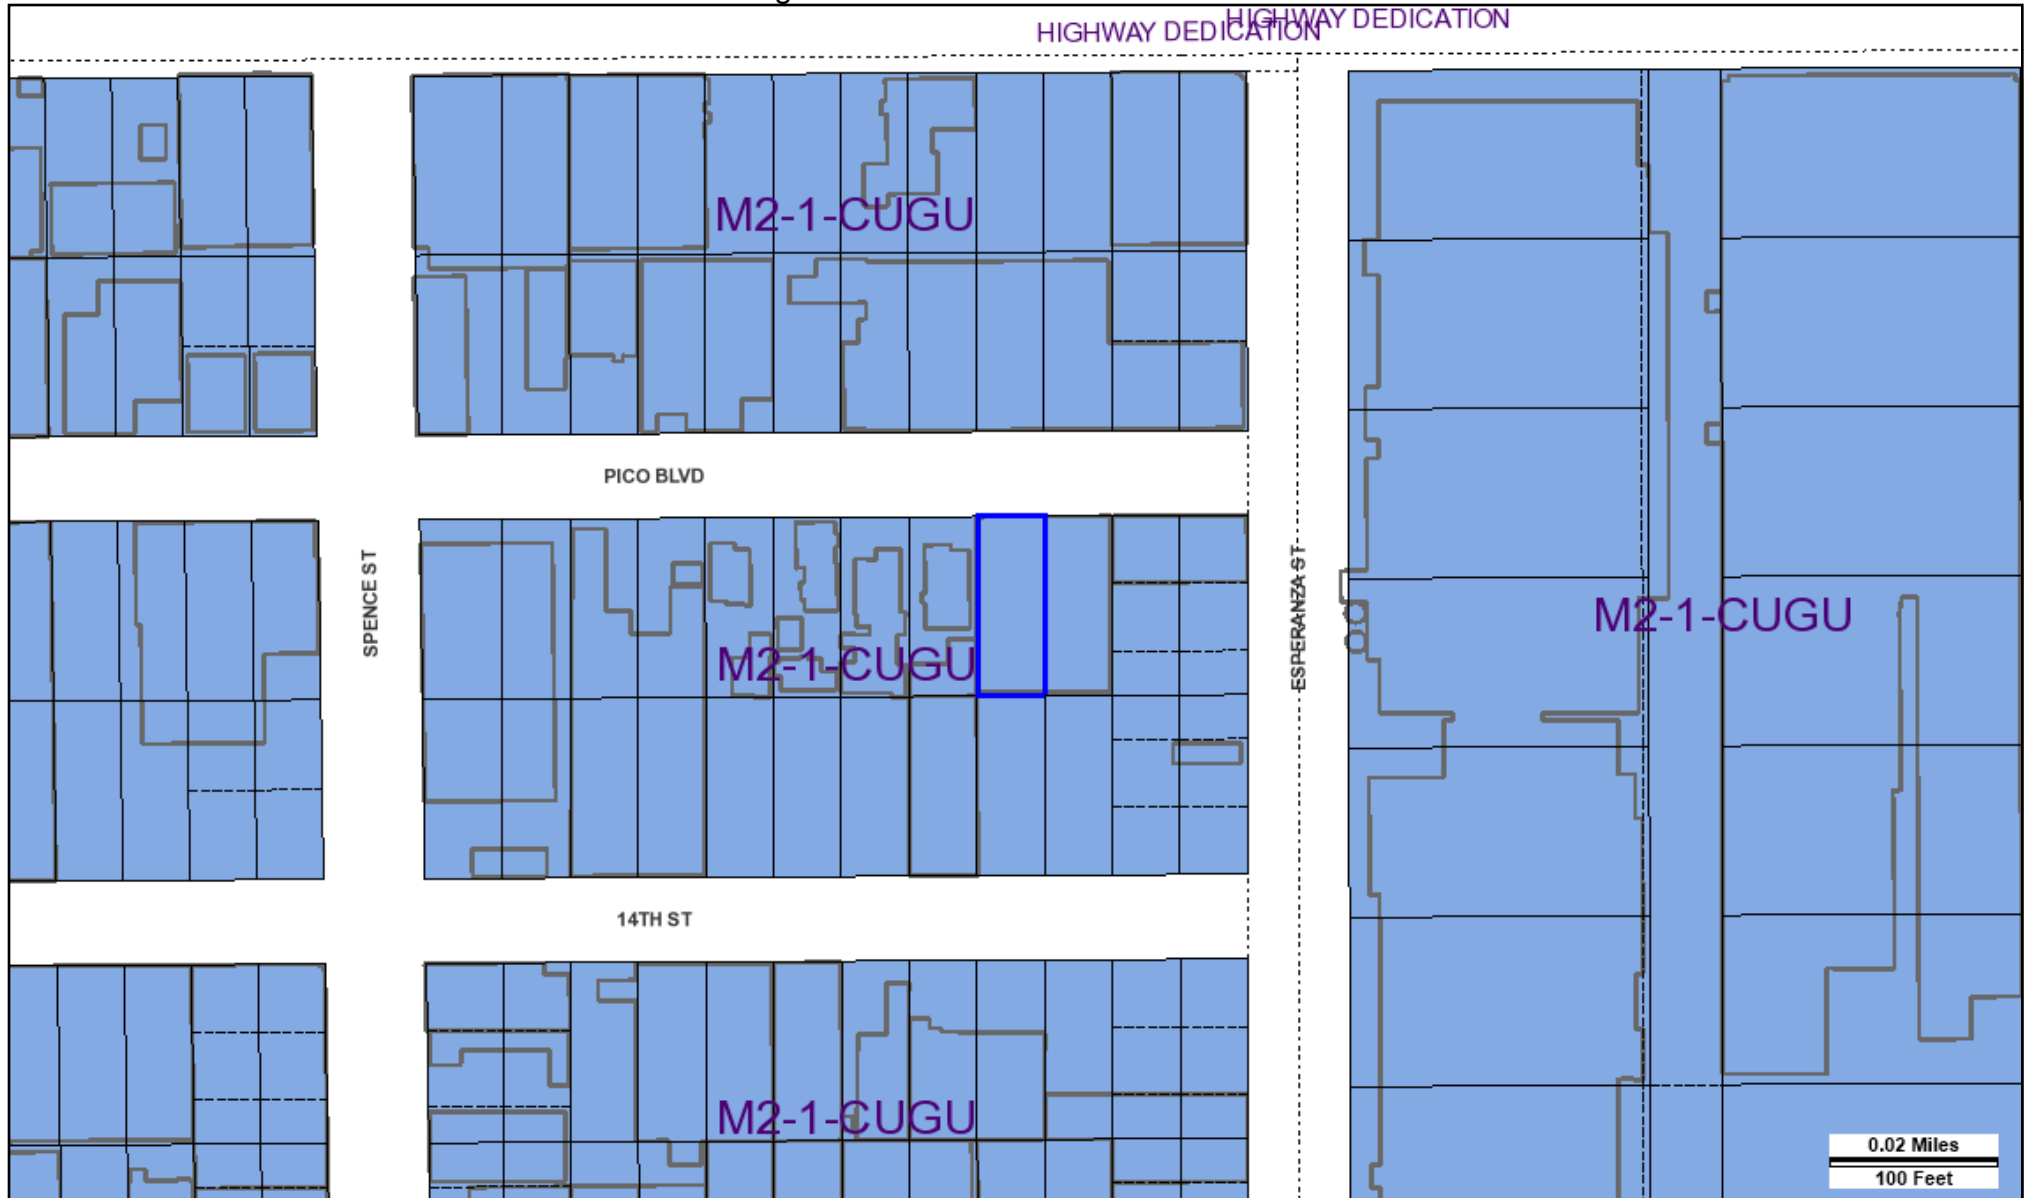 HIGHWAY DEDICATION
HIGHWAY DEDICATION
M2-1-CUGU
PICO BLVD
SPENCE ST
ESPERANZA ST
M2-1-CUGU
M2-1-CUGU
14TH ST
M2-1-CUGU
0.02 Miles
100 Feet